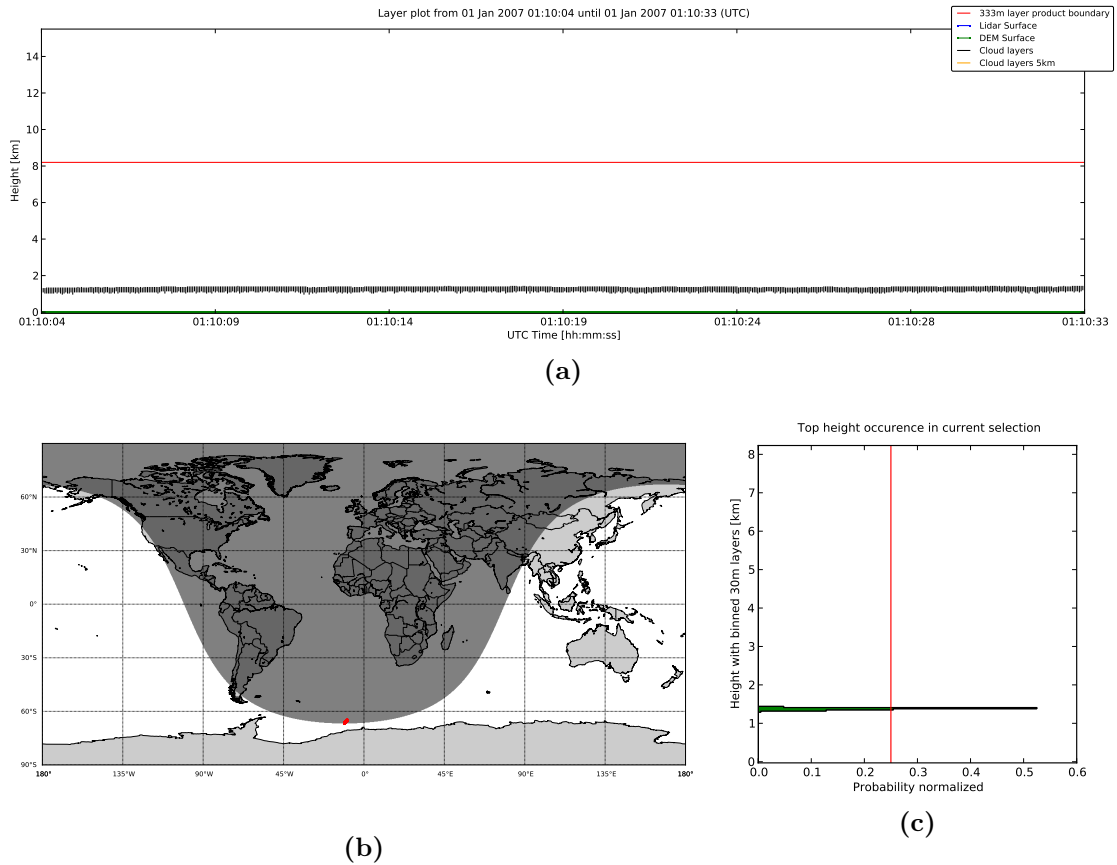 Layer plot from 01 Jan 2007 01:10:04 until 01 Jan 2007 01:10:33 (UTC)
333m layer product boundary
Lidar Surface
DEM Surface
Cloud layers
Cloud layers 5km
Height [km]
14
12
10
8
6
4
2
0
01:10:04 01:10:09 01:10:14 01:10:19 01:10:24 01:10:28 01:10:33
UTC Time [hh:mm:ss]
(a)
60°N
30°N
0°
30°S
60°S
90°S
180° 135°W 90°W 45°W 0° 45°E 90°E 135°E 180°
(b)
Top height occurence in current selection
Height with binned 30m layers [km]
8
7
6
5
4
3
2
1
0
0.0 0.1 0.2 0.3 0.4 0.5 0.6
Probability normalized
(c)